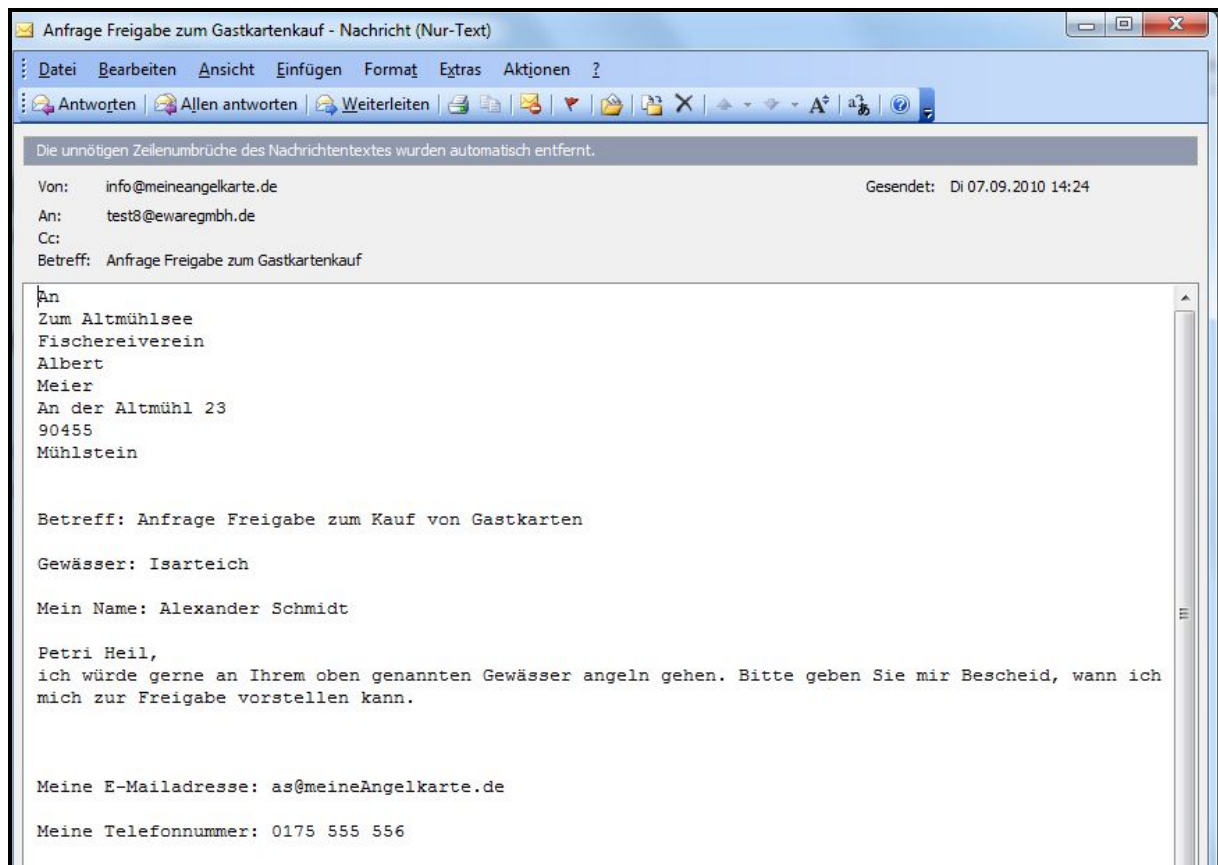 Anfrage Freigabe zum Gastkartenkauf - Nachricht (Nur-Text)
Datei Bearbeiten Ansicht Einfügen Format Extras Aktionen ?
Antworten Allen antworten Weiterleiten
Die unnötigen Zeilenumbrüche des Nachrichtentextes wurden automatisch entfernt.
Von: info@meineangelkarte.de Gesendet: Di 07.09.2010 14:24
An: test8@ewaregmbh.de
Cc:
Betreff: Anfrage Freigabe zum Gastkartenkauf
An
Zum Altmühlsee
Fischereiverein
Albert
Meier
An der Altmühl 23
90455
Mühlstein
Betreff: Anfrage Freigabe zum Kauf von Gastkarten
Gewässer: Isarteich
Mein Name: Alexander Schmidt
Petri Heil,
ich würde gerne an Ihrem oben genannten Gewässer angeln gehen. Bitte geben Sie mir Bescheid, wann ich
mich zur Freigabe vorstellen kann.
Meine E-Mailadresse: as@meineAngelkarte.de
Meine Telefonnummer: 0175 555 556